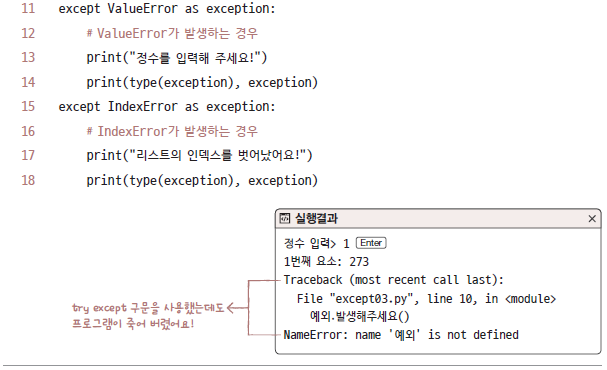 11 except ValueError as exception:
12 # ValueError가 발생하는 경우
13 print("정수를 입력해 주세요!")
14 print(type(exception), exception)
15 except IndexError as exception:
16 # IndexError가 발생하는 경우
17 print("리스트의 인덱스를 벗어났어요!")
18 print(type(exception), exception)
실행결과 ×
정수 입력> 1 Enter
1번째 요소: 273
Traceback (most recent call last):
File "except03.py", line 10, in <module>
예외.발생해주세요()
NameError: name '예외' is not defined
try except 구문을 사용했는데도
프로그램이 죽어 버렸어요!